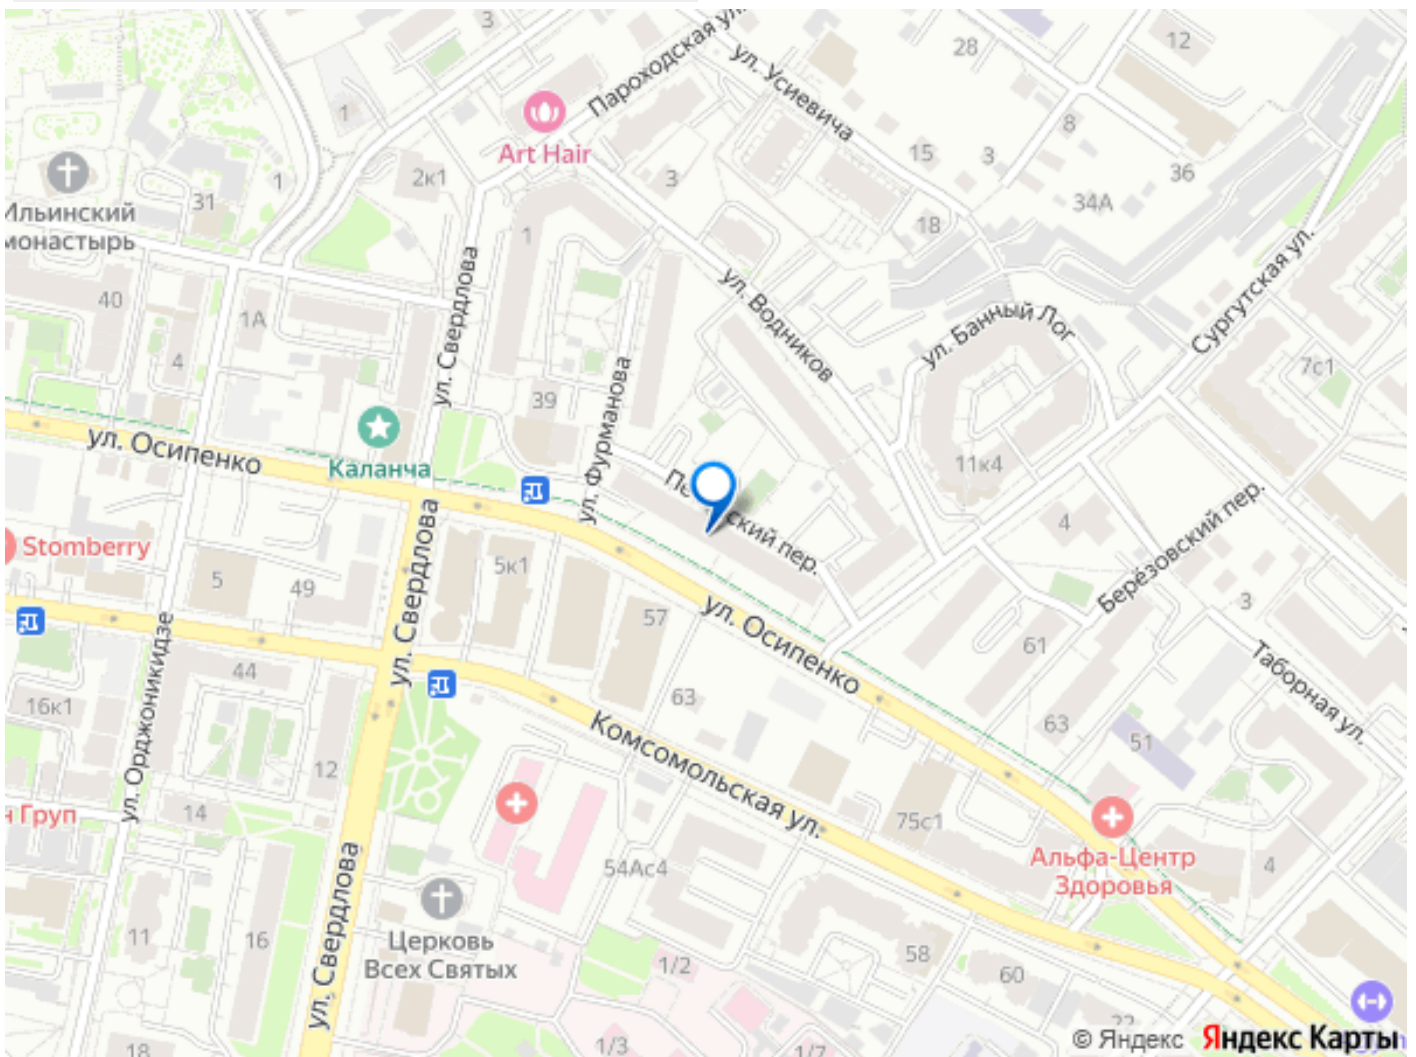 3
Пароходская ул.
ул. Усиевича
28
12
1
Art Hair
8
2к1
3
15
3
36
Ильинский
монастырь
31
1
34А
18
1
ул. Свердлова
ул. Водников
ул. Банный Лог
Сургутская ул.
40
1А
4
39
ул. Фурманова
7с1
ул. Осипенко
Каланча
11к4
4
Берёзовский пер.
Stomberry
5
49
ул. Свердлова
5к1
57
ул. Осипенко
61
3
Таборная ул.
ул. Орджоникидзе
44
16к1
63
63
51
Комсомольская ул.
12
14
н Груп
75с1
Альфа-Центр
Здоровья
4
54Ас4
ул. Свердлова
Церковь
Всех Святых
11
16
58
60
1/2
18
1/3
1/7
© Яндекс Яндекс Карты